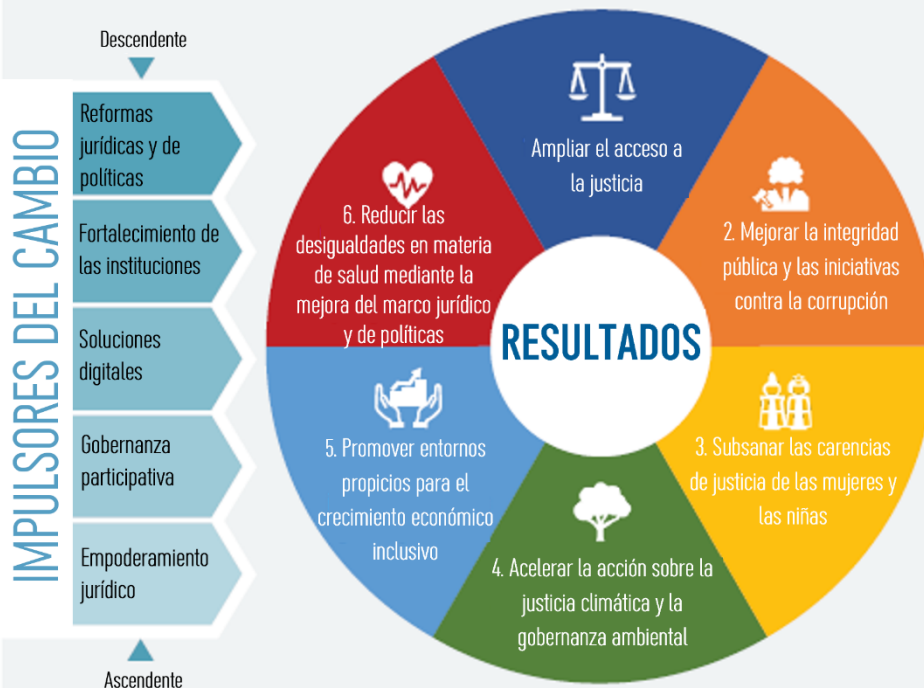 Descendente
IMPULSORES DEL CAMBIO
Reformas
jurídicas y de
políticas
Fortalecimiento de
las instituciones
Soluciones
digitales
Gobernanza
participativa
Empoderamiento
jurídico
Ascendente
RESULTADOS
Ampliar el acceso a
la justicia
2. Mejorar la integridad
pública y las iniciativas
contra la corrupción
3. Subsanar las carencias
de justicia de las mujeres y
las niñas
4. Acelerar la acción sobre la
justicia climática y la
gobernanza ambiental
5. Promover entornos
propicios para el
crecimiento económico
inclusivo
6. Reducir las
desigualdades en materia
de salud mediante la
mejora del marco jurídico
y de políticas